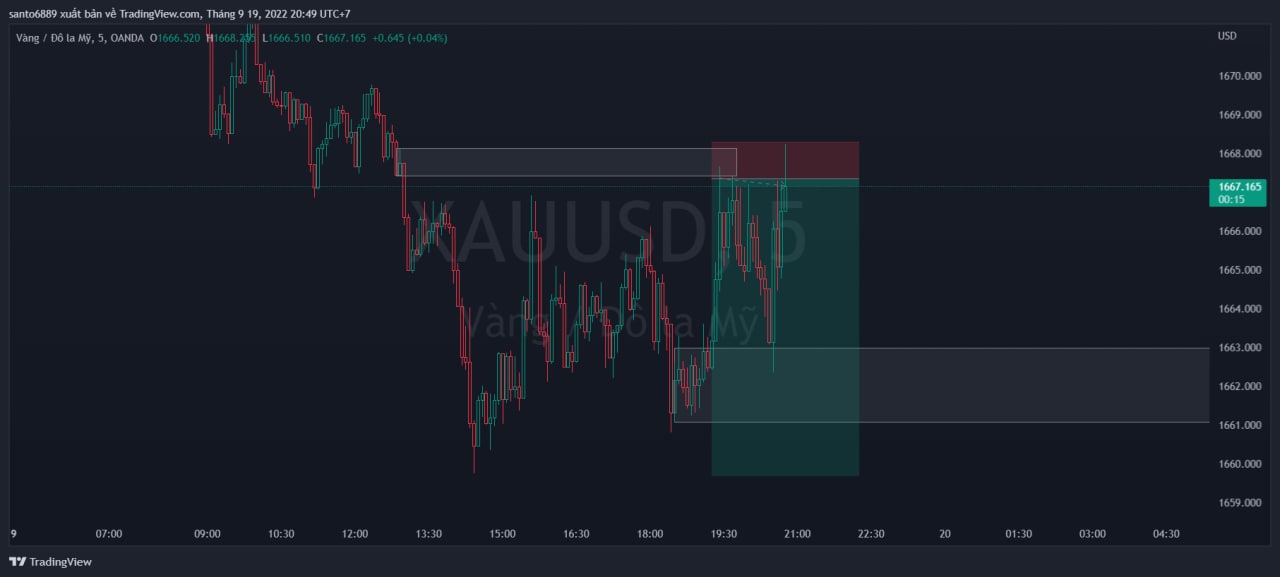 santo6889 xuất bản về TradingView.com, Tháng 9 19, 2022 20:49 UTC+7
Vàng / Đô la Mỹ, 5, OANDA O1666.520 H1668.255 L1666.510 C1667.165 +0.645 (+0.04%)
USD
1670.000
1669.000
1668.000
1667.165
00:15
1666.000
1665.000
1664.000
1663.000
1662.000
1661.000
1660.000
1659.000
XAUUSD, 5
Vàng / Đô la Mỹ
9 07:00 09:00 10:30 12:00 13:30 15:00 16:30 18:00 19:30 21:00 22:30 20 01:30 03:00 04:30
TradingView